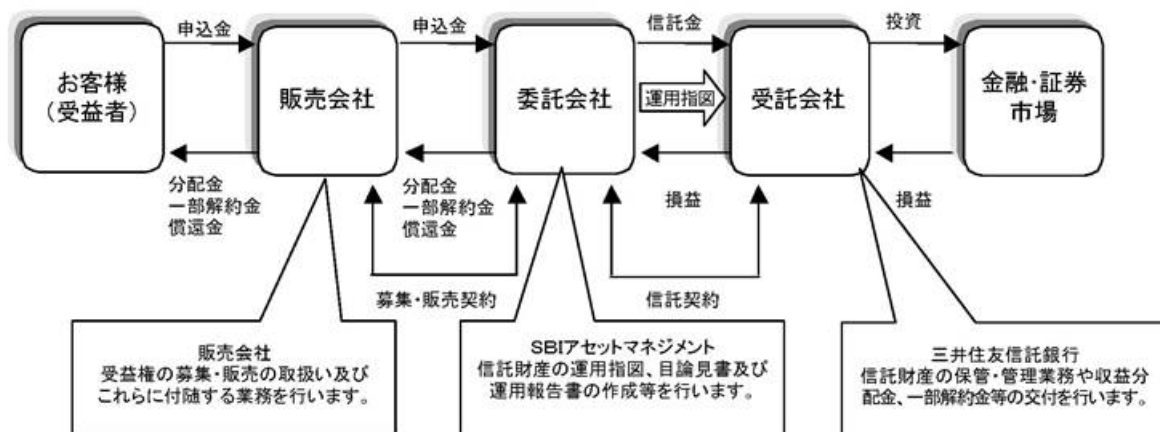 申込金
申込金
信託金
投資
お客様
(受益者)
販売会社
委託会社
運用指図
受託会社
金融・証券
市場
分配金
一部解約金
償還金
分配金
一部解約金
償還金
損益
損益
募集・販売契約
信託契約
販売会社
受益権の募集・販売の取扱い及び
これらに付随する業務を行います。
SBIアセットマネジメント
信託財産の運用指図、目論見書及び
運用報告書の作成等を行います。
三井住友信託銀行
信託財産の保管・管理業務や収益分
配金、一部解約金等の交付を行います。